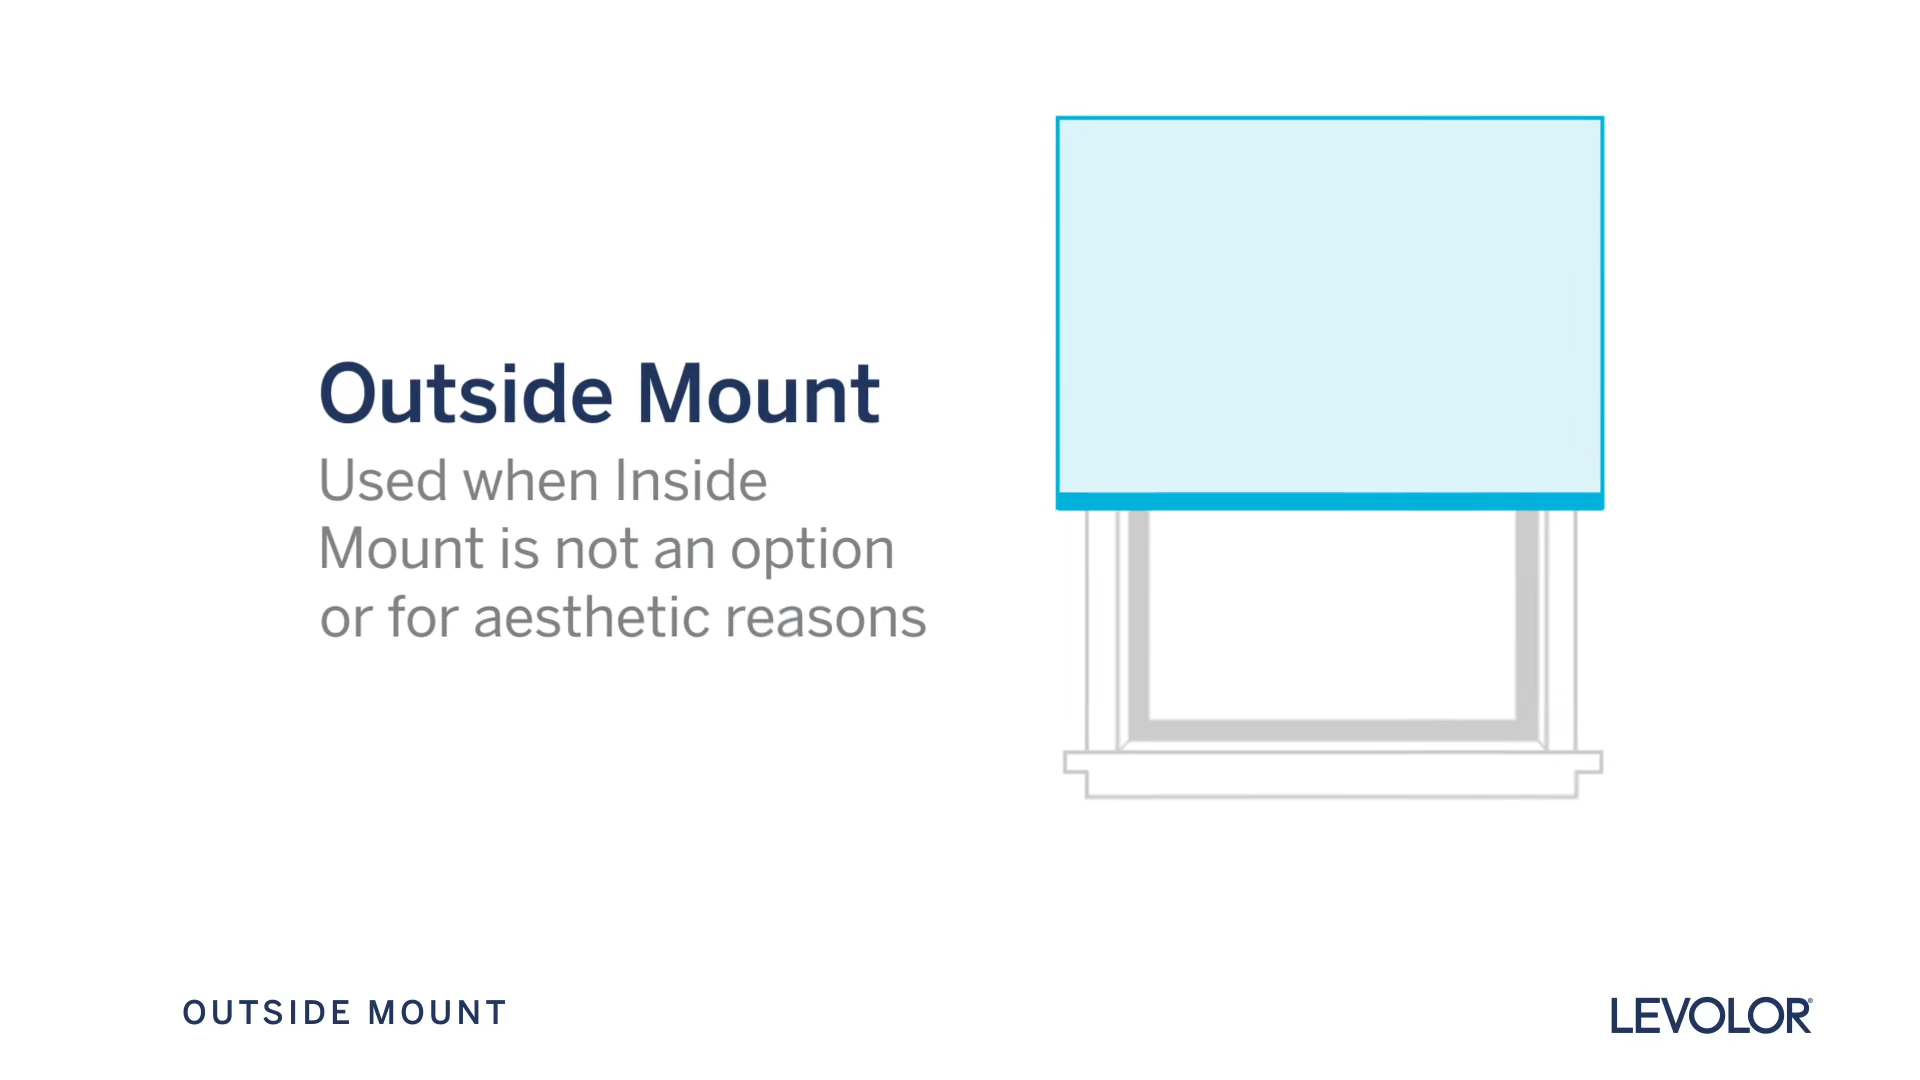 Outside Mount
Used when Inside
Mount is not an option
or for aesthetic reasons
OUTSIDE MOUNT
LEVOLOR®